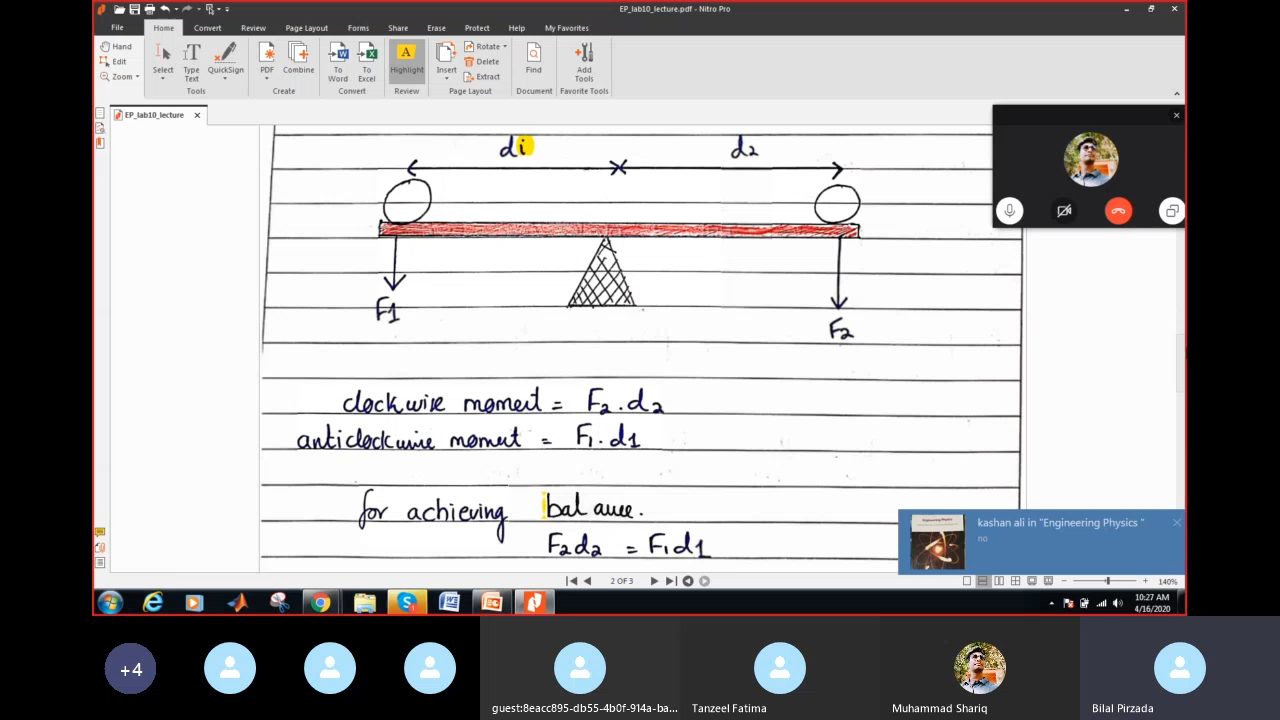 EP_lab10_lecture.pdf - Nitro Pro
File Home Convert Review Page Layout Forms Share Erase Protect Help My Favorites
Hand
Edit
Zoom
Select
Type Text
QuickSign
Tools
PDF
Combine
Create
To Word
To Excel
Convert
Highlight
Review
Insert
Rotate
Delete
Extract
Page Layout
Find
Document
Add Tools
Favorite Tools
EP_lab10_lecture
di d2
F1
F2
clockwise moment = F2.d2
anticlockwise moment = F1.d1
for achieving balance.
F2d2 = F1d1
kashan ali in "Engineering Physics "
no
2 OF 3
140%
10:27 AM
4/16/2020
+4
guest:8eacc895-db55-4b0f-914a-ba...
Tanzeel Fatima
Muhammad Shariq
Bilal Pirzada